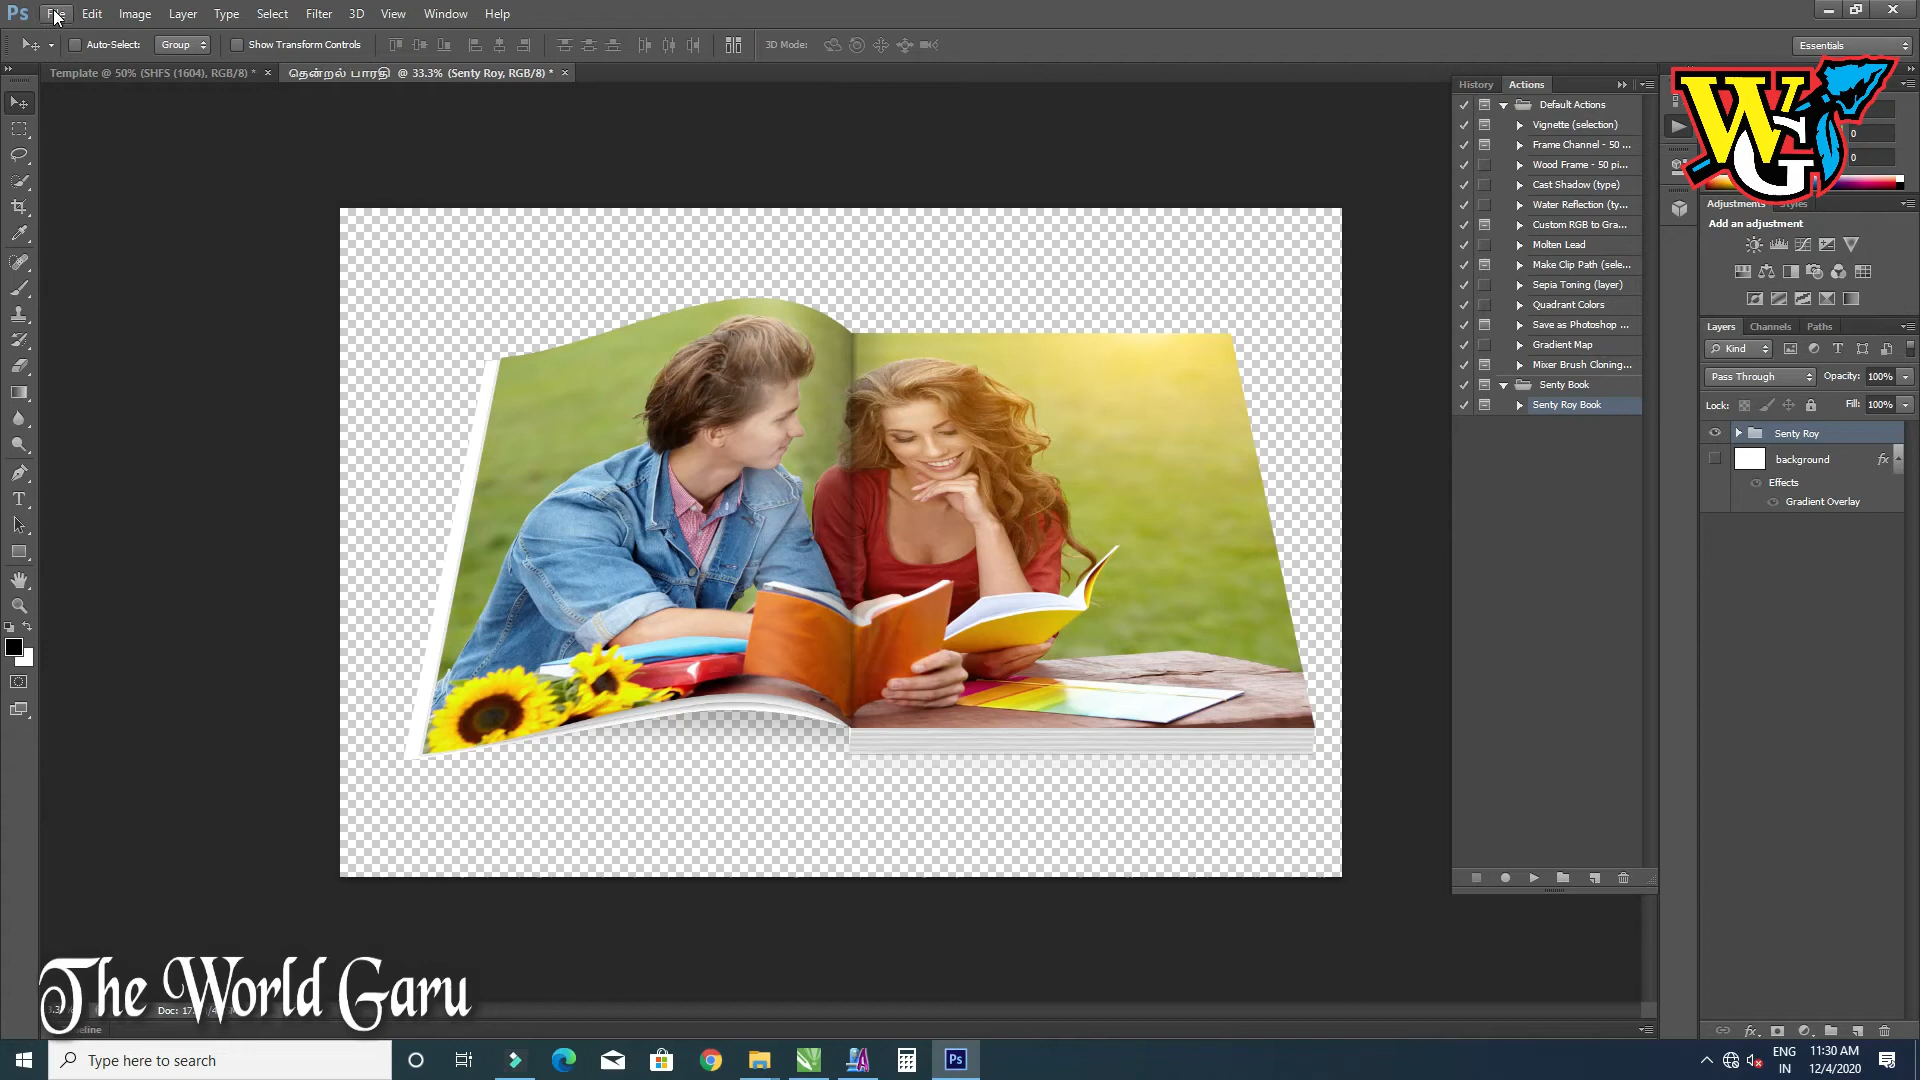 Ps File Edit Image Layer Type Select Filter 3D View Window Help
Auto-Select: Group Show Transform Controls 3D Mode: Essentials
Template @ 50% (SHFS (1604), RGB/8) * × தென்றல் பாரதி @ 33.3% (Senty Roy, RGB/8) * ×
History Actions
Default Actions
Vignette (selection)
Frame Channel - 50 ...
Wood Frame - 50 pi...
Cast Shadow (type)
Water Reflection (ty...
Custom RGB to Gra...
Molten Lead
Make Clip Path (sele...
Sepia Toning (layer)
Quadrant Colors
Save as Photoshop ...
Gradient Map
Mixer Brush Cloning...
Senty Book
Senty Roy Book
WG
0
0
Adjustments Styles
Add an adjustment
Layers Channels Paths
Kind
Pass Through Opacity: 100%
Lock: Fill: 100%
Senty Roy
background fx
Effects
Gradient Overlay
The World Garu
Type here to search
Ps
ENG
IN
11:30 AM
12/4/2020